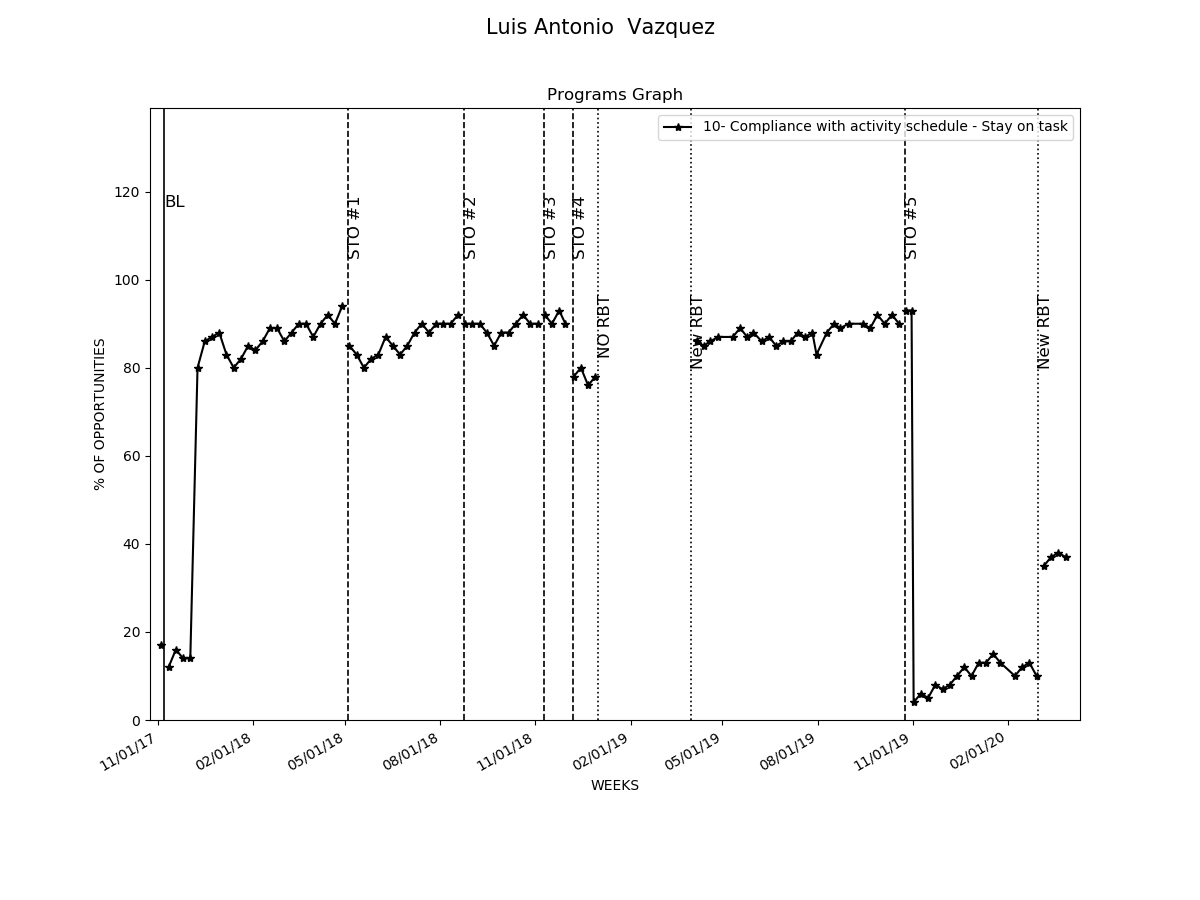 Luis Antonio  Vazquez
Programs Graph
10- Compliance with activity schedule - Stay on task
BL
STO #1
STO #2
STO #3
STO #4
NO RBT
New RBT
STO #5
New RBT
% OF OPPORTUNITIES
120
100
80
60
40
20
0
11/01/17
02/01/18
05/01/18
08/01/18
11/01/18
02/01/19
05/01/19
08/01/19
11/01/19
02/01/20
WEEKS